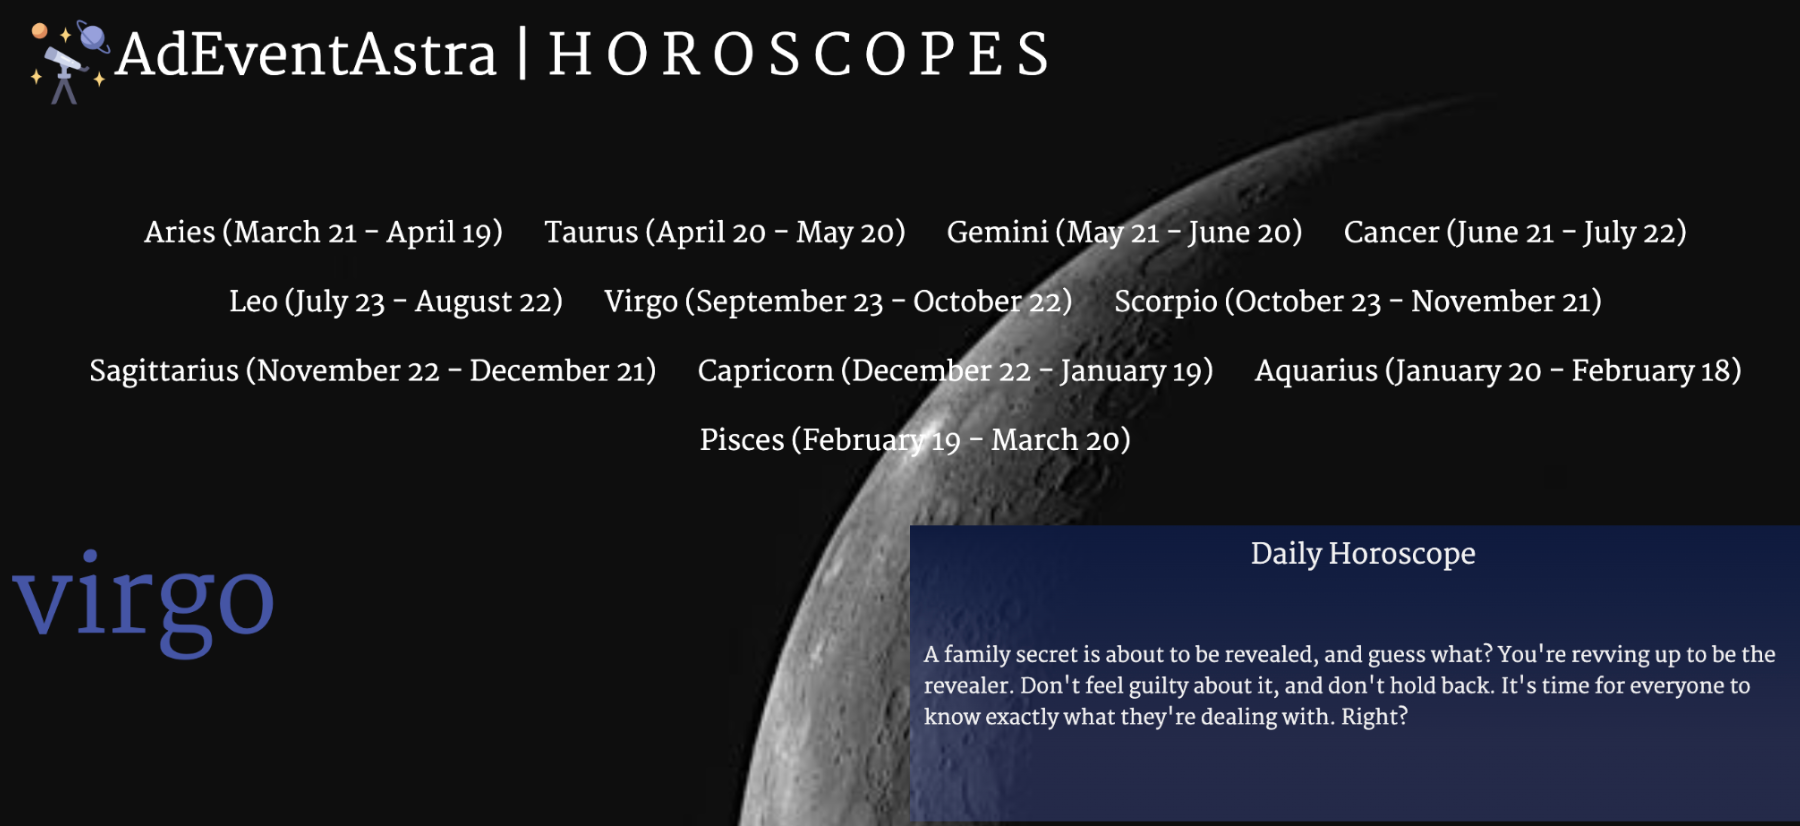 AdEventAstra | HOROSCOPES
Aries (March 21 - April 19) Taurus (April 20 - May 20) Gemini (May 21 - June 20) Cancer (June 21 - July 22)
Leo (July 23 - August 22) Virgo (September 23 - October 22) Scorpio (October 23 - November 21)
Sagittarius (November 22 - December 21) Capricorn (December 22 - January 19) Aquarius (January 20 - February 18)
Pisces (February 19 - March 20)
virgo
Daily Horoscope
A family secret is about to be revealed, and guess what? You're revving up to be the
revealer. Don't feel guilty about it, and don't hold back. It's time for everyone to
know exactly what they're dealing with. Right?